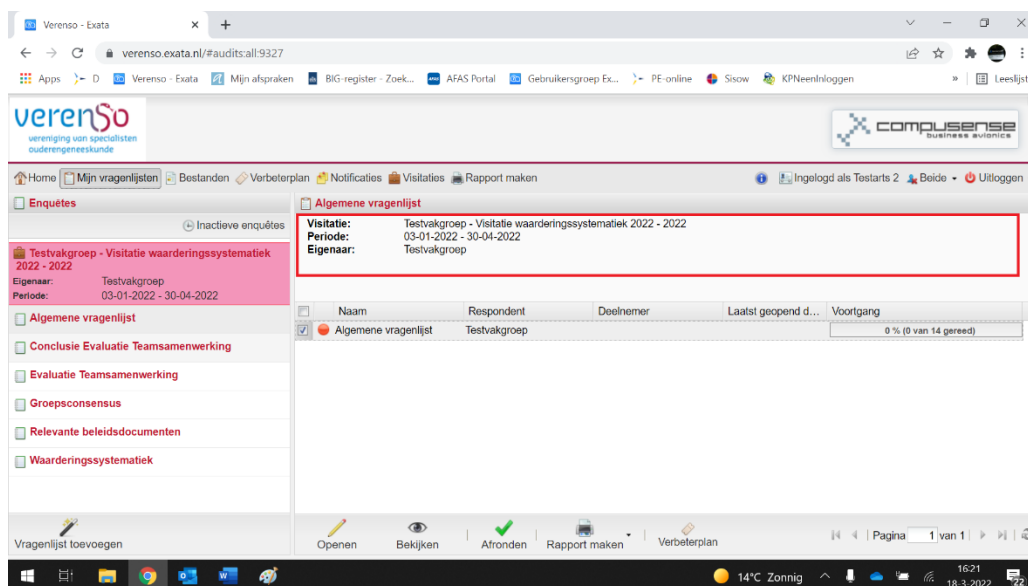 Verenso - Exata
verenso.exata.nl/#audits:all:9327
Apps D Verenso - Exata Mijn afspraken BIG-register - Zoek... AFAS Portal Gebruikersgroep Ex... PE-online Sisow KPNeenInloggen » Leeslijst
verenso
vereniging van specialisten
ouderengeneeskunde
compusense
business avionics
Home Mijn vragenlijsten Bestanden Verbeterplan Notificaties Visitaties Rapport maken Ingelogd als Testarts 2 Beide Uitloggen
Enquêtes
Inactieve enquêtes
Testvakgroep - Visitatie waarderingssystematiek
2022 - 2022
Eigenaar: Testvakgroep
Periode: 03-01-2022 - 30-04-2022
Algemene vragenlijst
Conclusie Evaluatie Teamsamenwerking
Evaluatie Teamsamenwerking
Groepsconsensus
Relevante beleidsdocumenten
Waarderingssystematiek
Vragenlijst toevoegen
Algemene vragenlijst
Visitatie: Testvakgroep - Visitatie waarderingssystematiek 2022 - 2022
Periode: 03-01-2022 - 30-04-2022
Eigenaar: Testvakgroep
Naam Respondent Deelnemer Laatst geopend d... Voortgang
Algemene vragenlijst Testvakgroep 0 % (0 van 14 gereed)
Openen Bekijken Afronden Rapport maken Verbeterplan Pagina 1 van 1
14°C Zonnig 16:21
18-3-2022